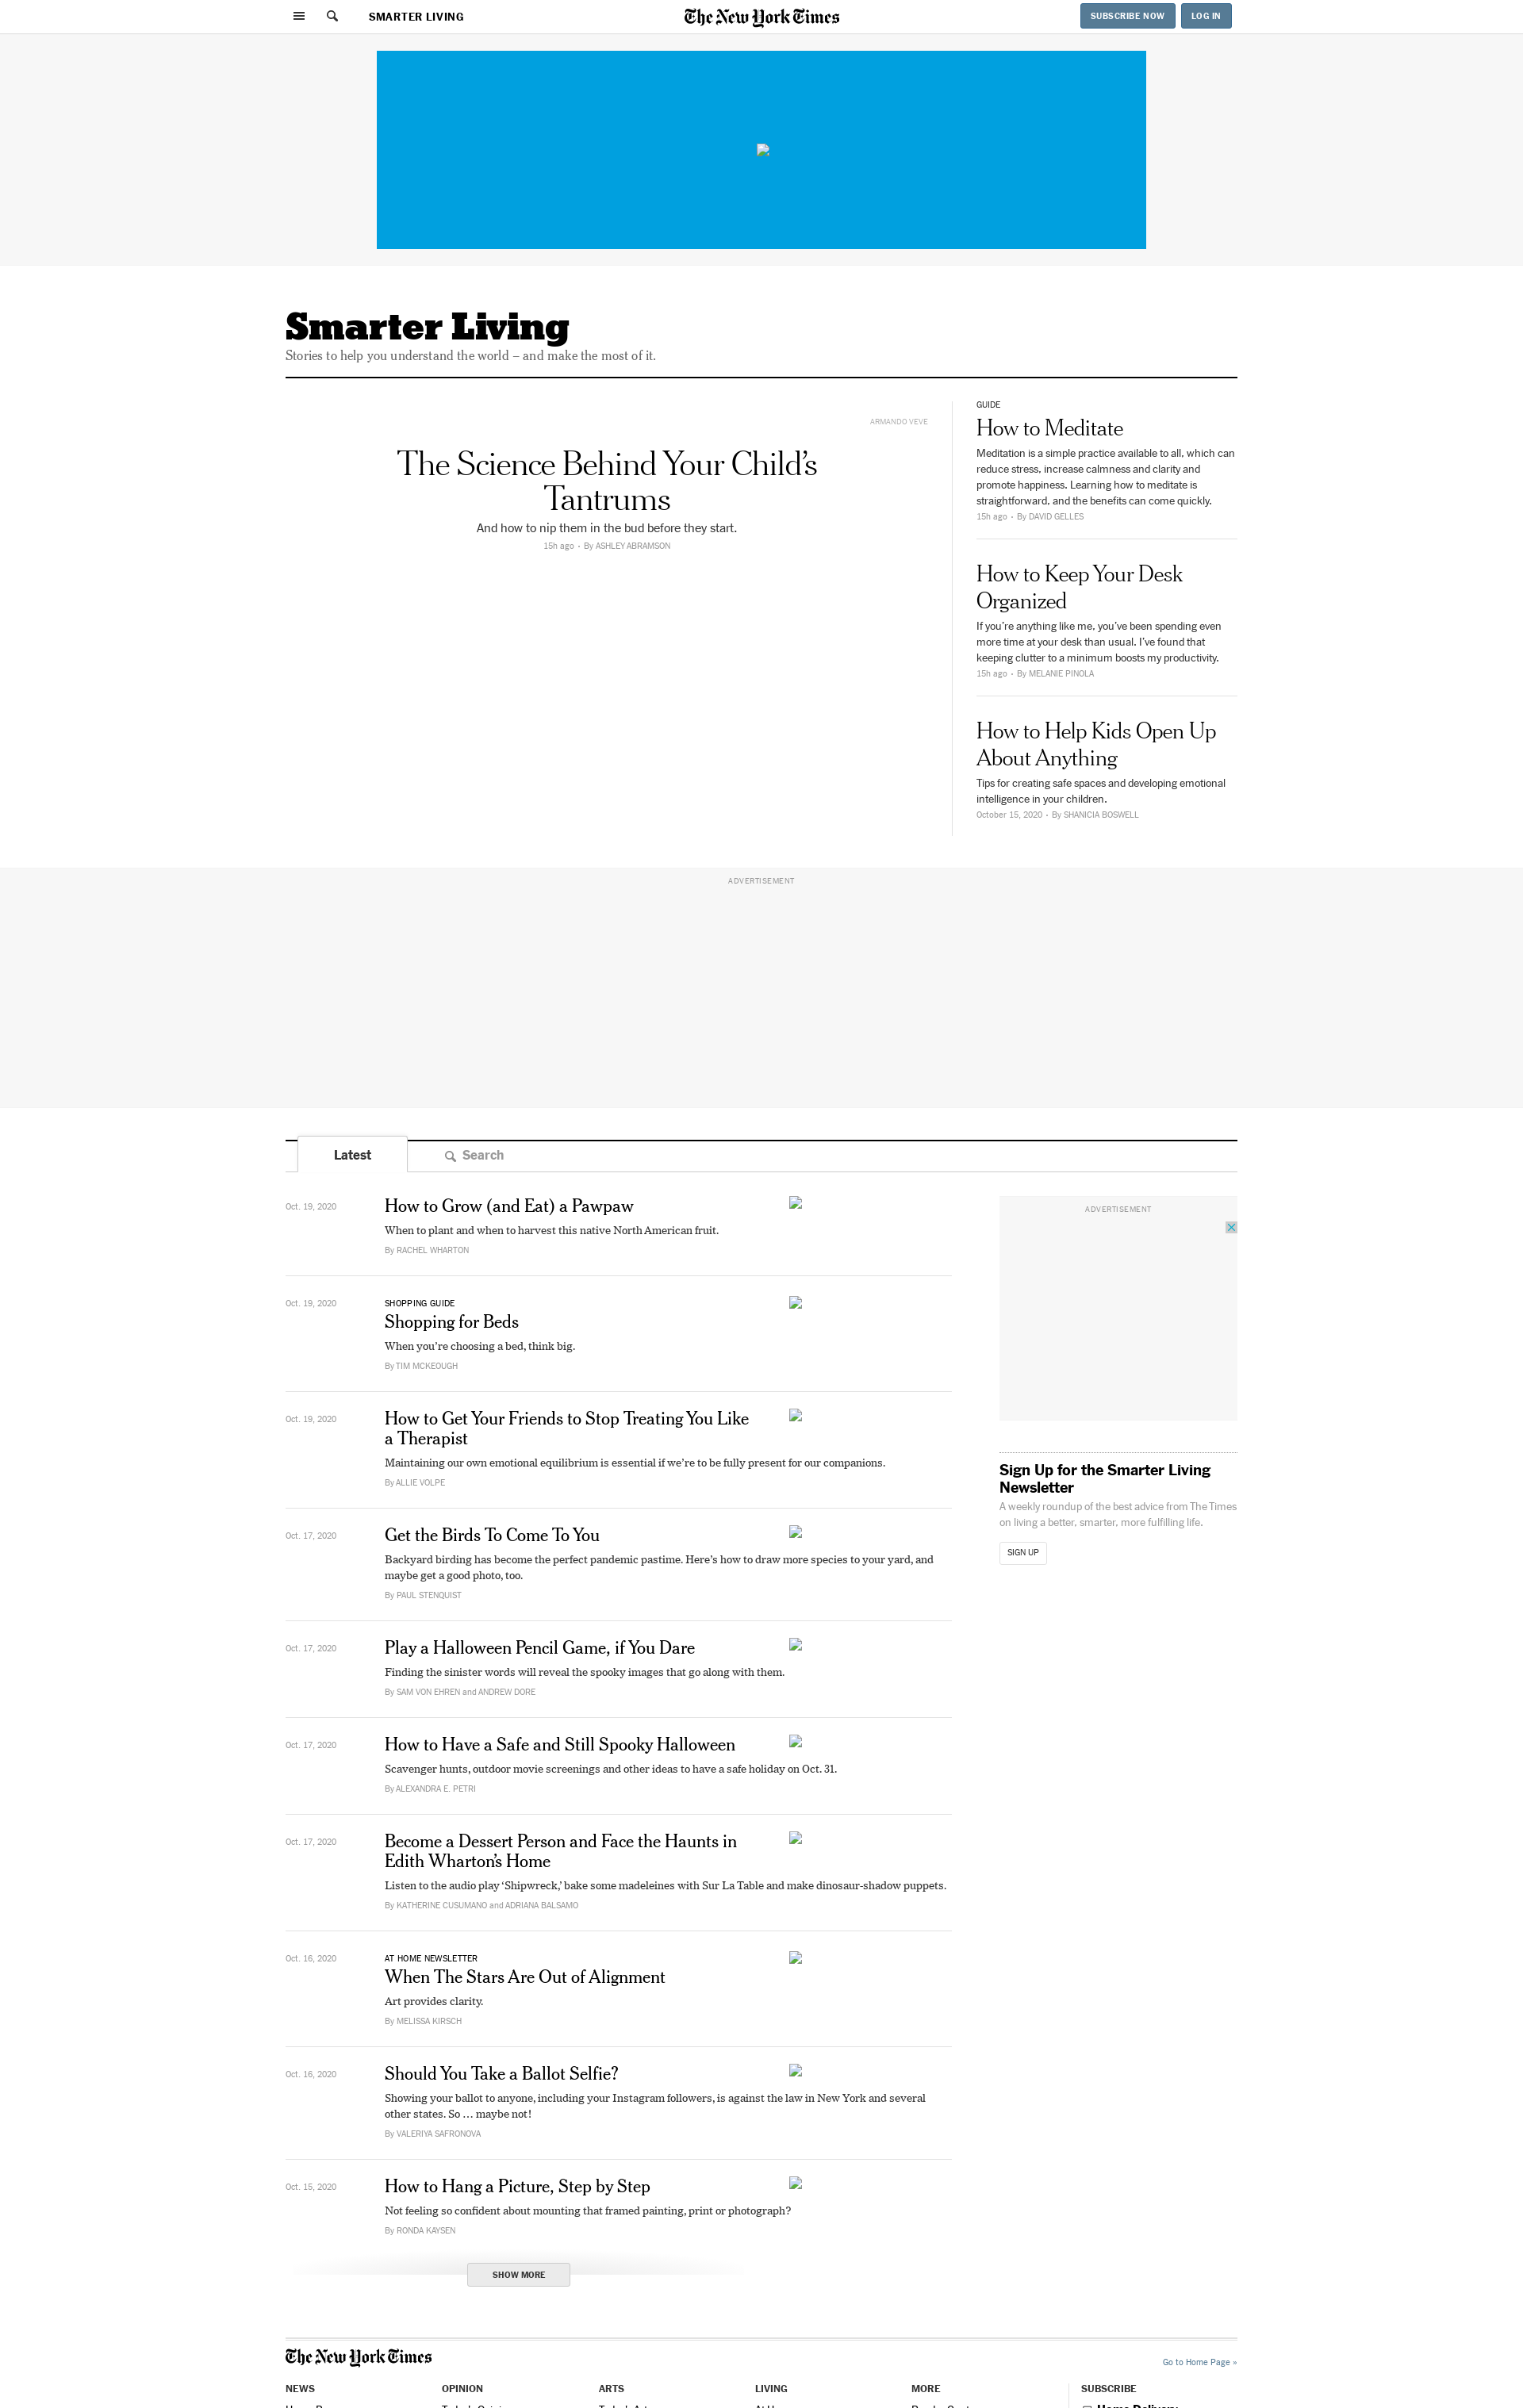 SMARTER LIVING
The New York Times
SUBSCRIBE NOW
LOG IN
Smarter Living
Stories to help you understand the world – and make the most of it.
ARMANDO VEVE
The Science Behind Your Child’s
Tantrums
And how to nip them in the bud before they start.
15h ago • By ASHLEY ABRAMSON
GUIDE
How to Meditate
Meditation is a simple practice available to all, which can
reduce stress, increase calmness and clarity and
promote happiness. Learning how to meditate is
straightforward, and the benefits can come quickly.
15h ago • By DAVID GELLES
How to Keep Your Desk
Organized
If you’re anything like me, you’ve been spending even
more time at your desk than usual. I’ve found that
keeping clutter to a minimum boosts my productivity.
15h ago • By MELANIE PINOLA
How to Help Kids Open Up
About Anything
Tips for creating safe spaces and developing emotional
intelligence in your children.
October 15, 2020 • By SHANICIA BOSWELL
ADVERTISEMENT
Latest
Search
Oct. 19, 2020
How to Grow (and Eat) a Pawpaw
When to plant and when to harvest this native North American fruit.
By RACHEL WHARTON
Oct. 19, 2020
SHOPPING GUIDE
Shopping for Beds
When you’re choosing a bed, think big.
By TIM MCKEOUGH
Oct. 19, 2020
How to Get Your Friends to Stop Treating You Like
a Therapist
Maintaining our own emotional equilibrium is essential if we’re to be fully present for our companions.
By ALLIE VOLPE
Oct. 17, 2020
Get the Birds To Come To You
Backyard birding has become the perfect pandemic pastime. Here’s how to draw more species to your yard, and
maybe get a good photo, too.
By PAUL STENQUIST
Oct. 17, 2020
Play a Halloween Pencil Game, if You Dare
Finding the sinister words will reveal the spooky images that go along with them.
By SAM VON EHREN and ANDREW DORE
Oct. 17, 2020
How to Have a Safe and Still Spooky Halloween
Scavenger hunts, outdoor movie screenings and other ideas to have a safe holiday on Oct. 31.
By ALEXANDRA E. PETRI
Oct. 17, 2020
Become a Dessert Person and Face the Haunts in
Edith Wharton’s Home
Listen to the audio play ‘Shipwreck,’ bake some madeleines with Sur La Table and make dinosaur-shadow puppets.
By KATHERINE CUSUMANO and ADRIANA BALSAMO
Oct. 16, 2020
AT HOME NEWSLETTER
When The Stars Are Out of Alignment
Art provides clarity.
By MELISSA KIRSCH
Oct. 16, 2020
Should You Take a Ballot Selfie?
Showing your ballot to anyone, including your Instagram followers, is against the law in New York and several
other states. So … maybe not!
By VALERIYA SAFRONOVA
Oct. 15, 2020
How to Hang a Picture, Step by Step
Not feeling so confident about mounting that framed painting, print or photograph?
By RONDA KAYSEN
SHOW MORE
ADVERTISEMENT
Sign Up for the Smarter Living
Newsletter
A weekly roundup of the best advice from The Times
on living a better, smarter, more fulfilling life.
SIGN UP
The New York Times
Go to Home Page »
NEWS
OPINION
ARTS
LIVING
MORE
SUBSCRIBE